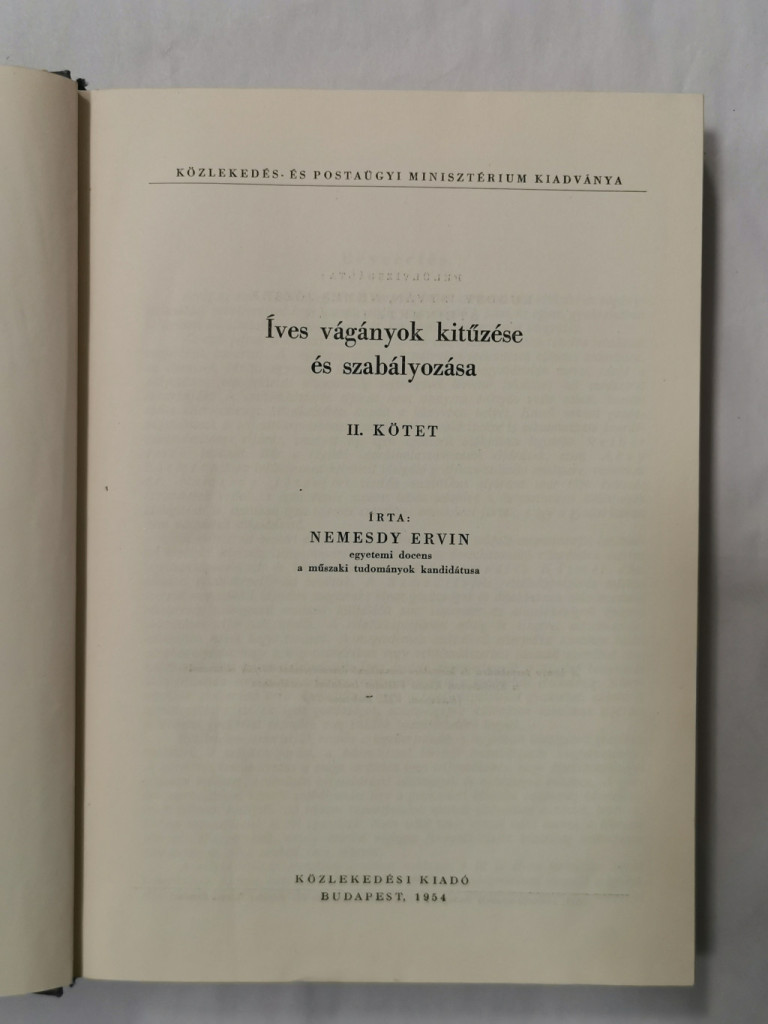 KÖZLEKEDÉS- ÉS POSTAÜGYI MINISZTÉRIUM KIADVÁNYA
Íves vágányok kitűzése
és szabályozása
II. KÖTET
ÍRTA:
NEMESDY ERVIN
egyetemi docens
a műszaki tudományok kandidátusa
KÖZLEKEDÉSI KIADÓ
BUDAPEST, 1954